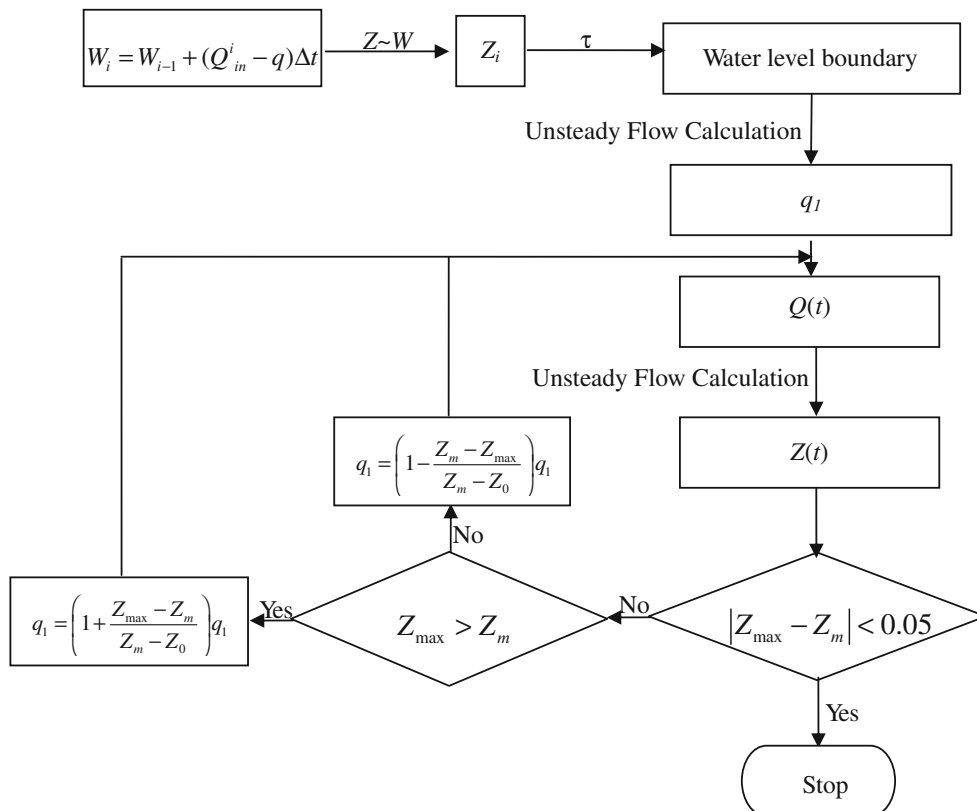 W_i = W_{i-1} + (Q^i_{in} − q)Δt
Z~W
Z_i
τ
Water level boundary
Unsteady Flow Calculation
q_1
Q(t)
Unsteady Flow Calculation
Z(t)
q_1 = (1 − (Z_m − Z_max)/(Z_m − Z_0)) q_1
No
q_1 = (1 + (Z_max − Z_m)/(Z_m − Z_0)) q_1
Yes
Z_max > Z_m
No
|Z_max − Z_m| < 0.05
Yes
Stop